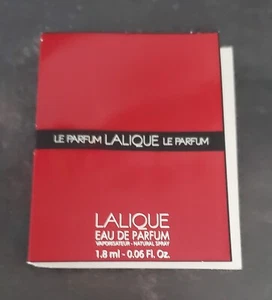 LE PARFUM LALIQUE LE PARFUM
LALIQUE
EAU DE PARFUM
VAPORISATEUR - NATURAL SPRAY
1.8 ml - 0.06 Fl. Oz.